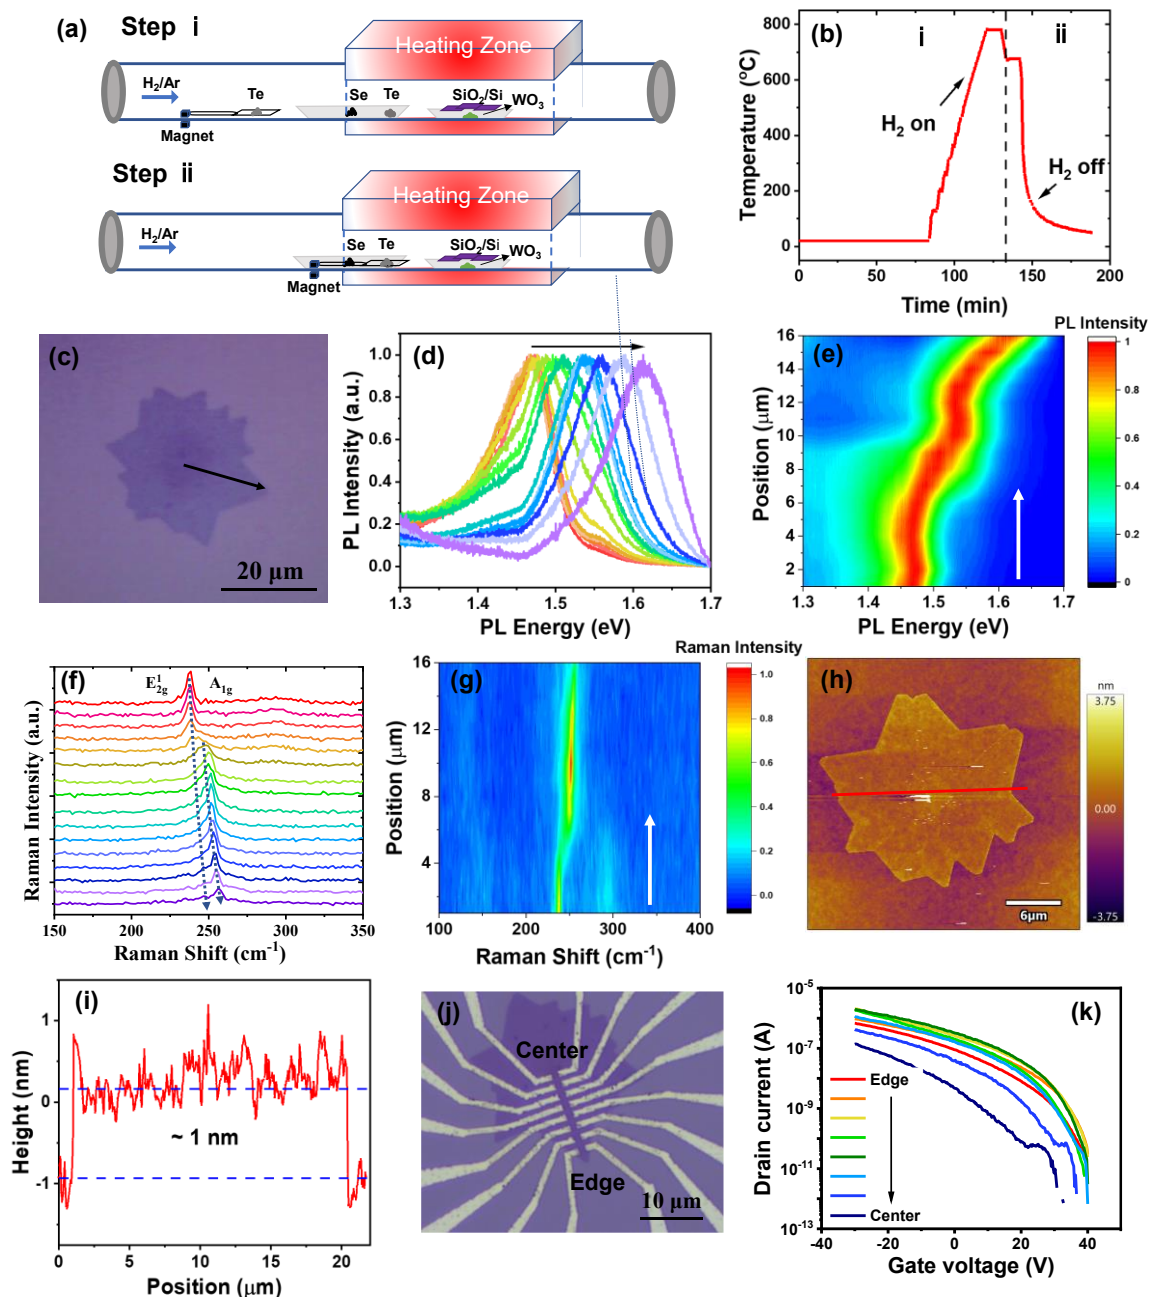 (a)
Step i
Heating Zone
H2/Ar
Te
Se
Te
SiO2/Si
WO3
Magnet
Step ii
Heating Zone
H2/Ar
Se
Te
SiO2/Si
WO3
Magnet
(b)
i
ii
H2 on
H2 off
800
600
400
200
0
0
50
100
150
200
Temperature (ºC)
Time (min)
(c)
20 μm
(d)
1.0
0.8
0.6
0.4
0.2
0.0
1.3
1.4
1.5
1.6
1.7
PL Intensity (a.u.)
PL Energy (eV)
(e)
PL Intensity
16
14
12
10
8
6
4
2
1.3
1.4
1.5
1.6
1.7
Position (μm)
PL Energy (eV)
1
0.8
0.6
0.4
0.2
0
(f)
E¹2g
A1g
150
200
250
300
350
Raman Intensity (a.u.)
Raman Shift (cm-1)
(g)
Raman Intensity
16
12
8
4
100
200
300
400
Position (μm)
Raman Shift (cm-1)
1.0
0.8
0.6
0.4
0.2
0.0
(h)
6μm
nm
3.75
0.00
-3.75
(i)
1
0
-1
~ 1 nm
0
5
10
15
20
Height (nm)
Position (μm)
(j)
Center
Edge
10 μm
(k)
10-5
10-7
10-9
10-11
10-13
-40
-20
0
20
40
Edge
Center
Drain current (A)
Gate voltage (V)